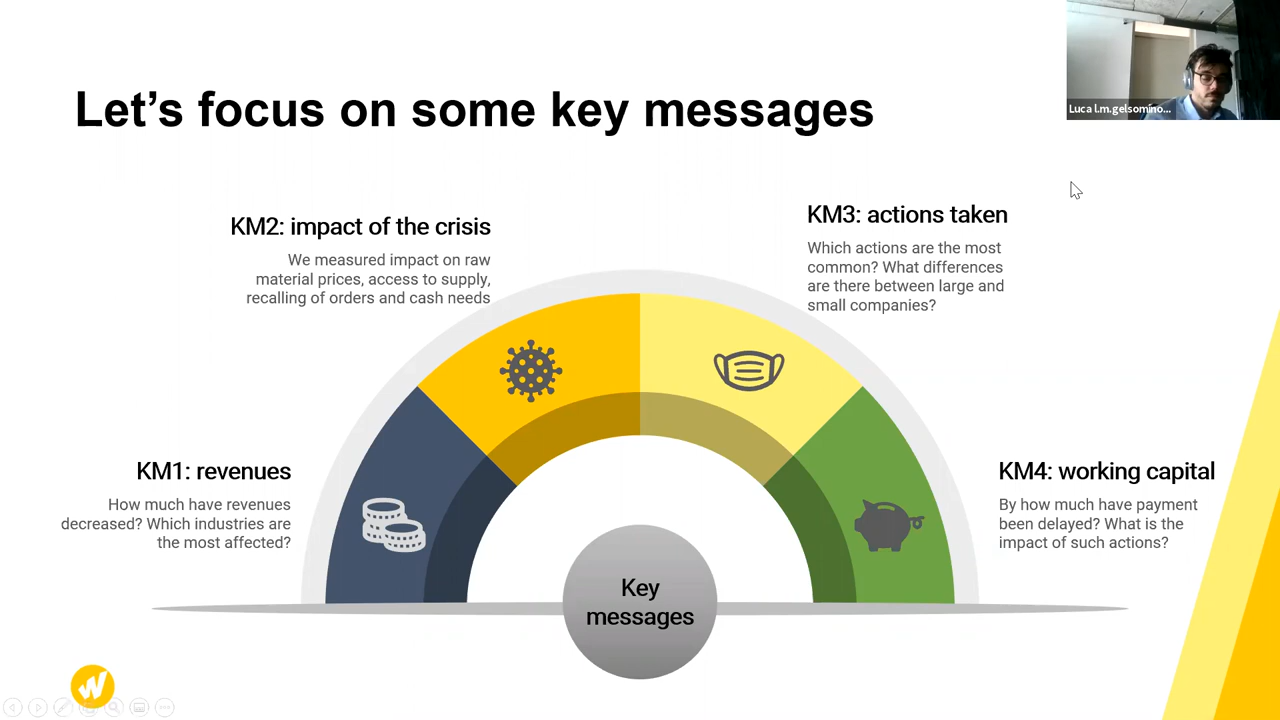 Let's focus on some key messages
Luca l.m.gelsomino...
KM2: impact of the crisis
We measured impact on raw
material prices, access to supply,
recalling of orders and cash needs
KM3: actions taken
Which actions are the most
common? What differences
are there between large and
small companies?
KM1: revenues
How much have revenues
decreased? Which industries are
the most affected?
KM4: working capital
By how much have payment
been delayed? What is the
impact of such actions?
Key
messages